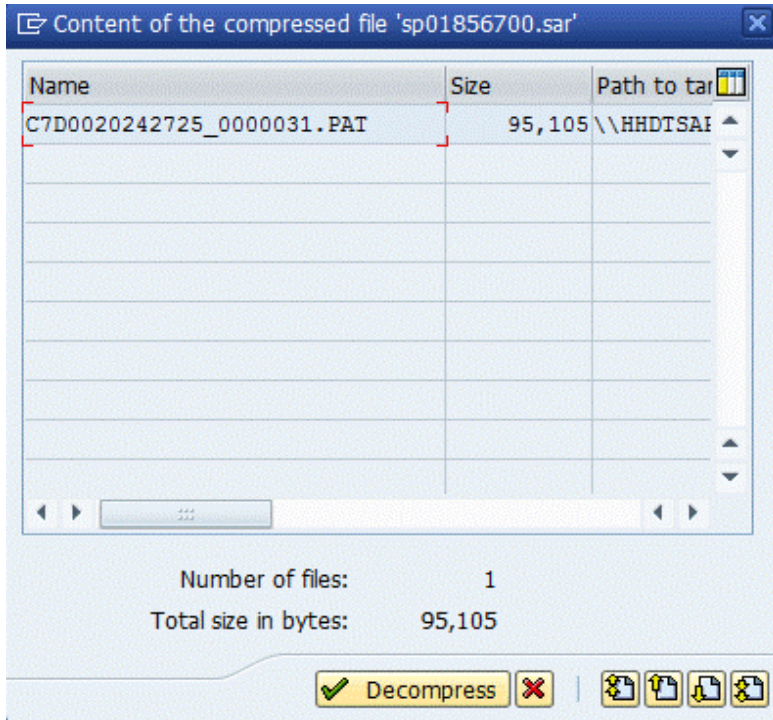 Content of the compressed file 'sp01856700.sar'
Name Size Path to tar
C7D0020242725_0000031.PAT 95,105 \\HHDTSAP
Number of files: 1
Total size in bytes: 95,105
Decompress